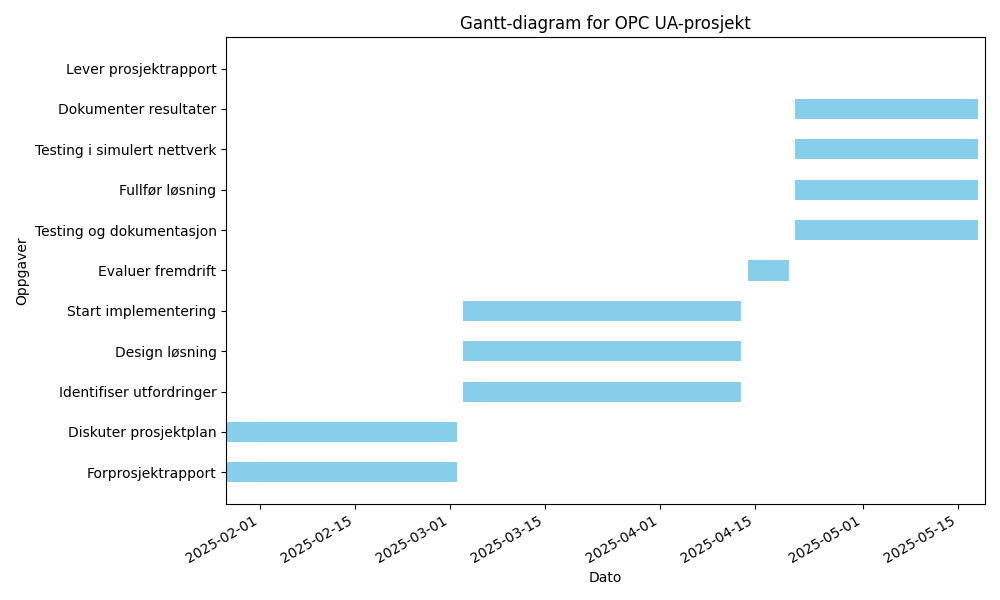 Gantt-diagram for OPC UA-prosjekt
Oppgaver
Lever prosjektrapport
Dokumenter resultater
Testing i simulert nettverk
Fullfør løsning
Testing og dokumentasjon
Evaluer fremdrift
Start implementering
Design løsning
Identifiser utfordringer
Diskuter prosjektplan
Forprosjektrapport
2025-02-01
2025-02-15
2025-03-01
2025-03-15
2025-04-01
2025-04-15
2025-05-01
2025-05-15
Dato